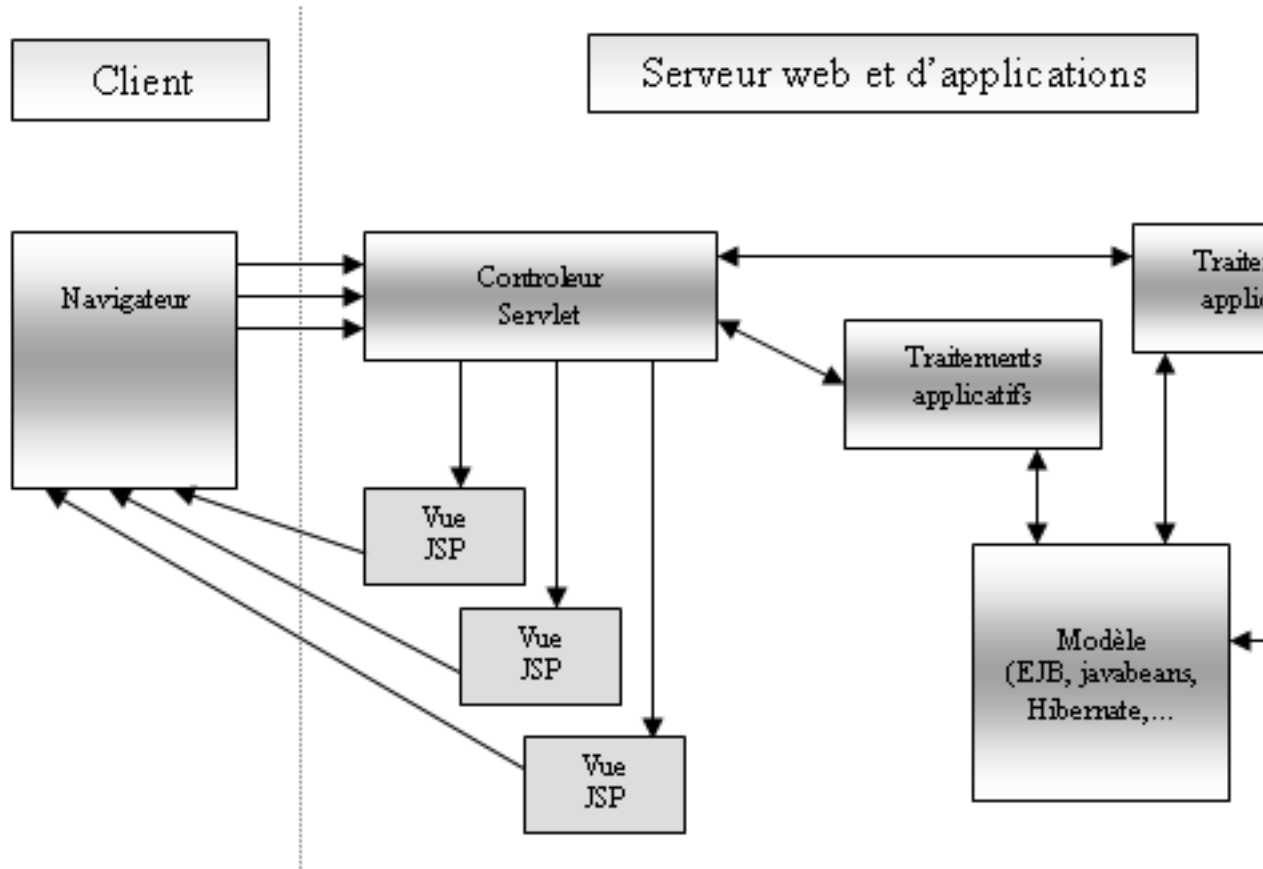 Client
Serveur web et d'applications
Navigateur
Controleur
Servlet
Traitements
applicatifs
Vue
JSP
Vue
JSP
Vue
JSP
Modèle
(EJB, javabeans,
Hibernate,...